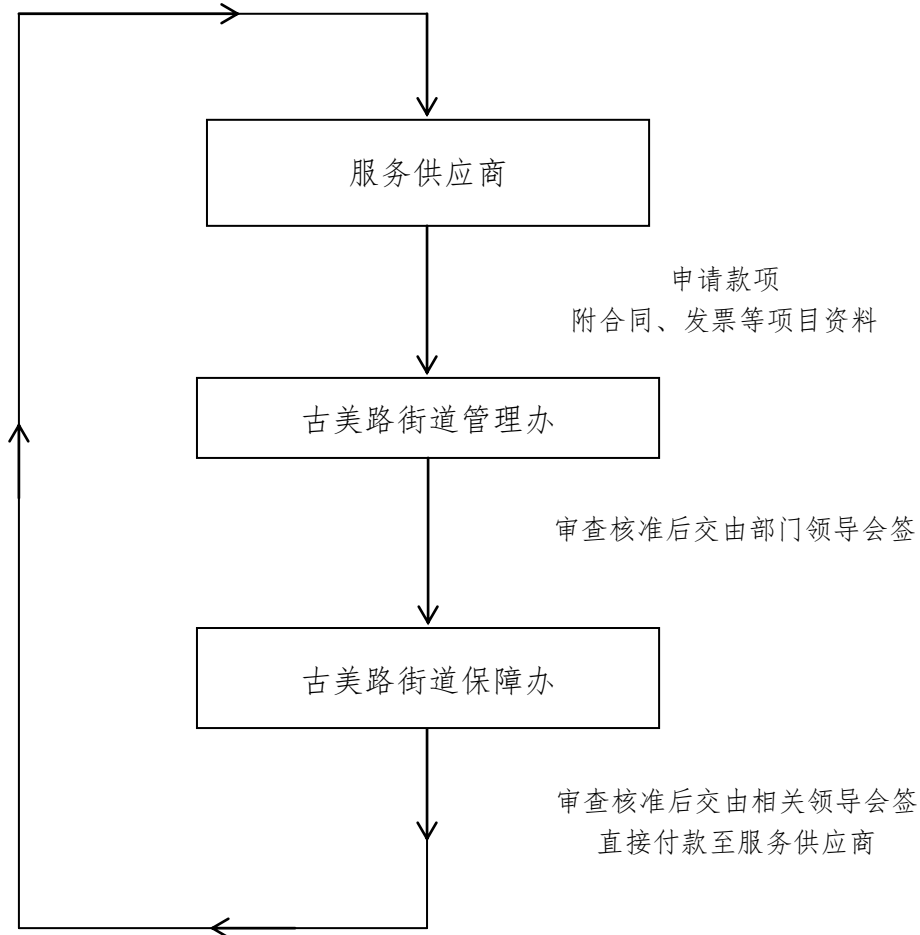 服务供应商
申请款项
附合同、发票等项目资料
古美路街道管理办
审查核准后交由部门领导会签
古美路街道保障办
审查核准后交由相关领导会签
直接付款至服务供应商